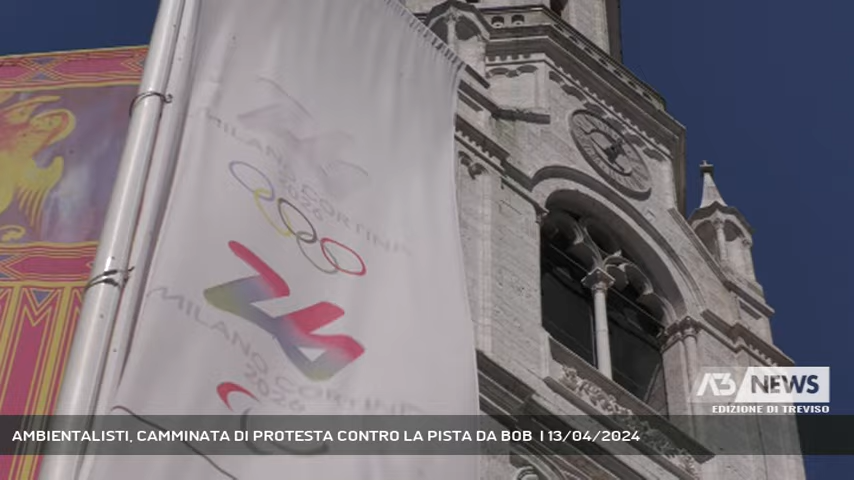 MILANO CORTINA
2026
26
MILANO CORTINA
2026
A3 NEWS
EDIZIONE DI TREVISO
AMBIENTALISTI, CAMMINATA DI PROTESTA CONTRO LA PISTA DA BOB | 13/04/2024